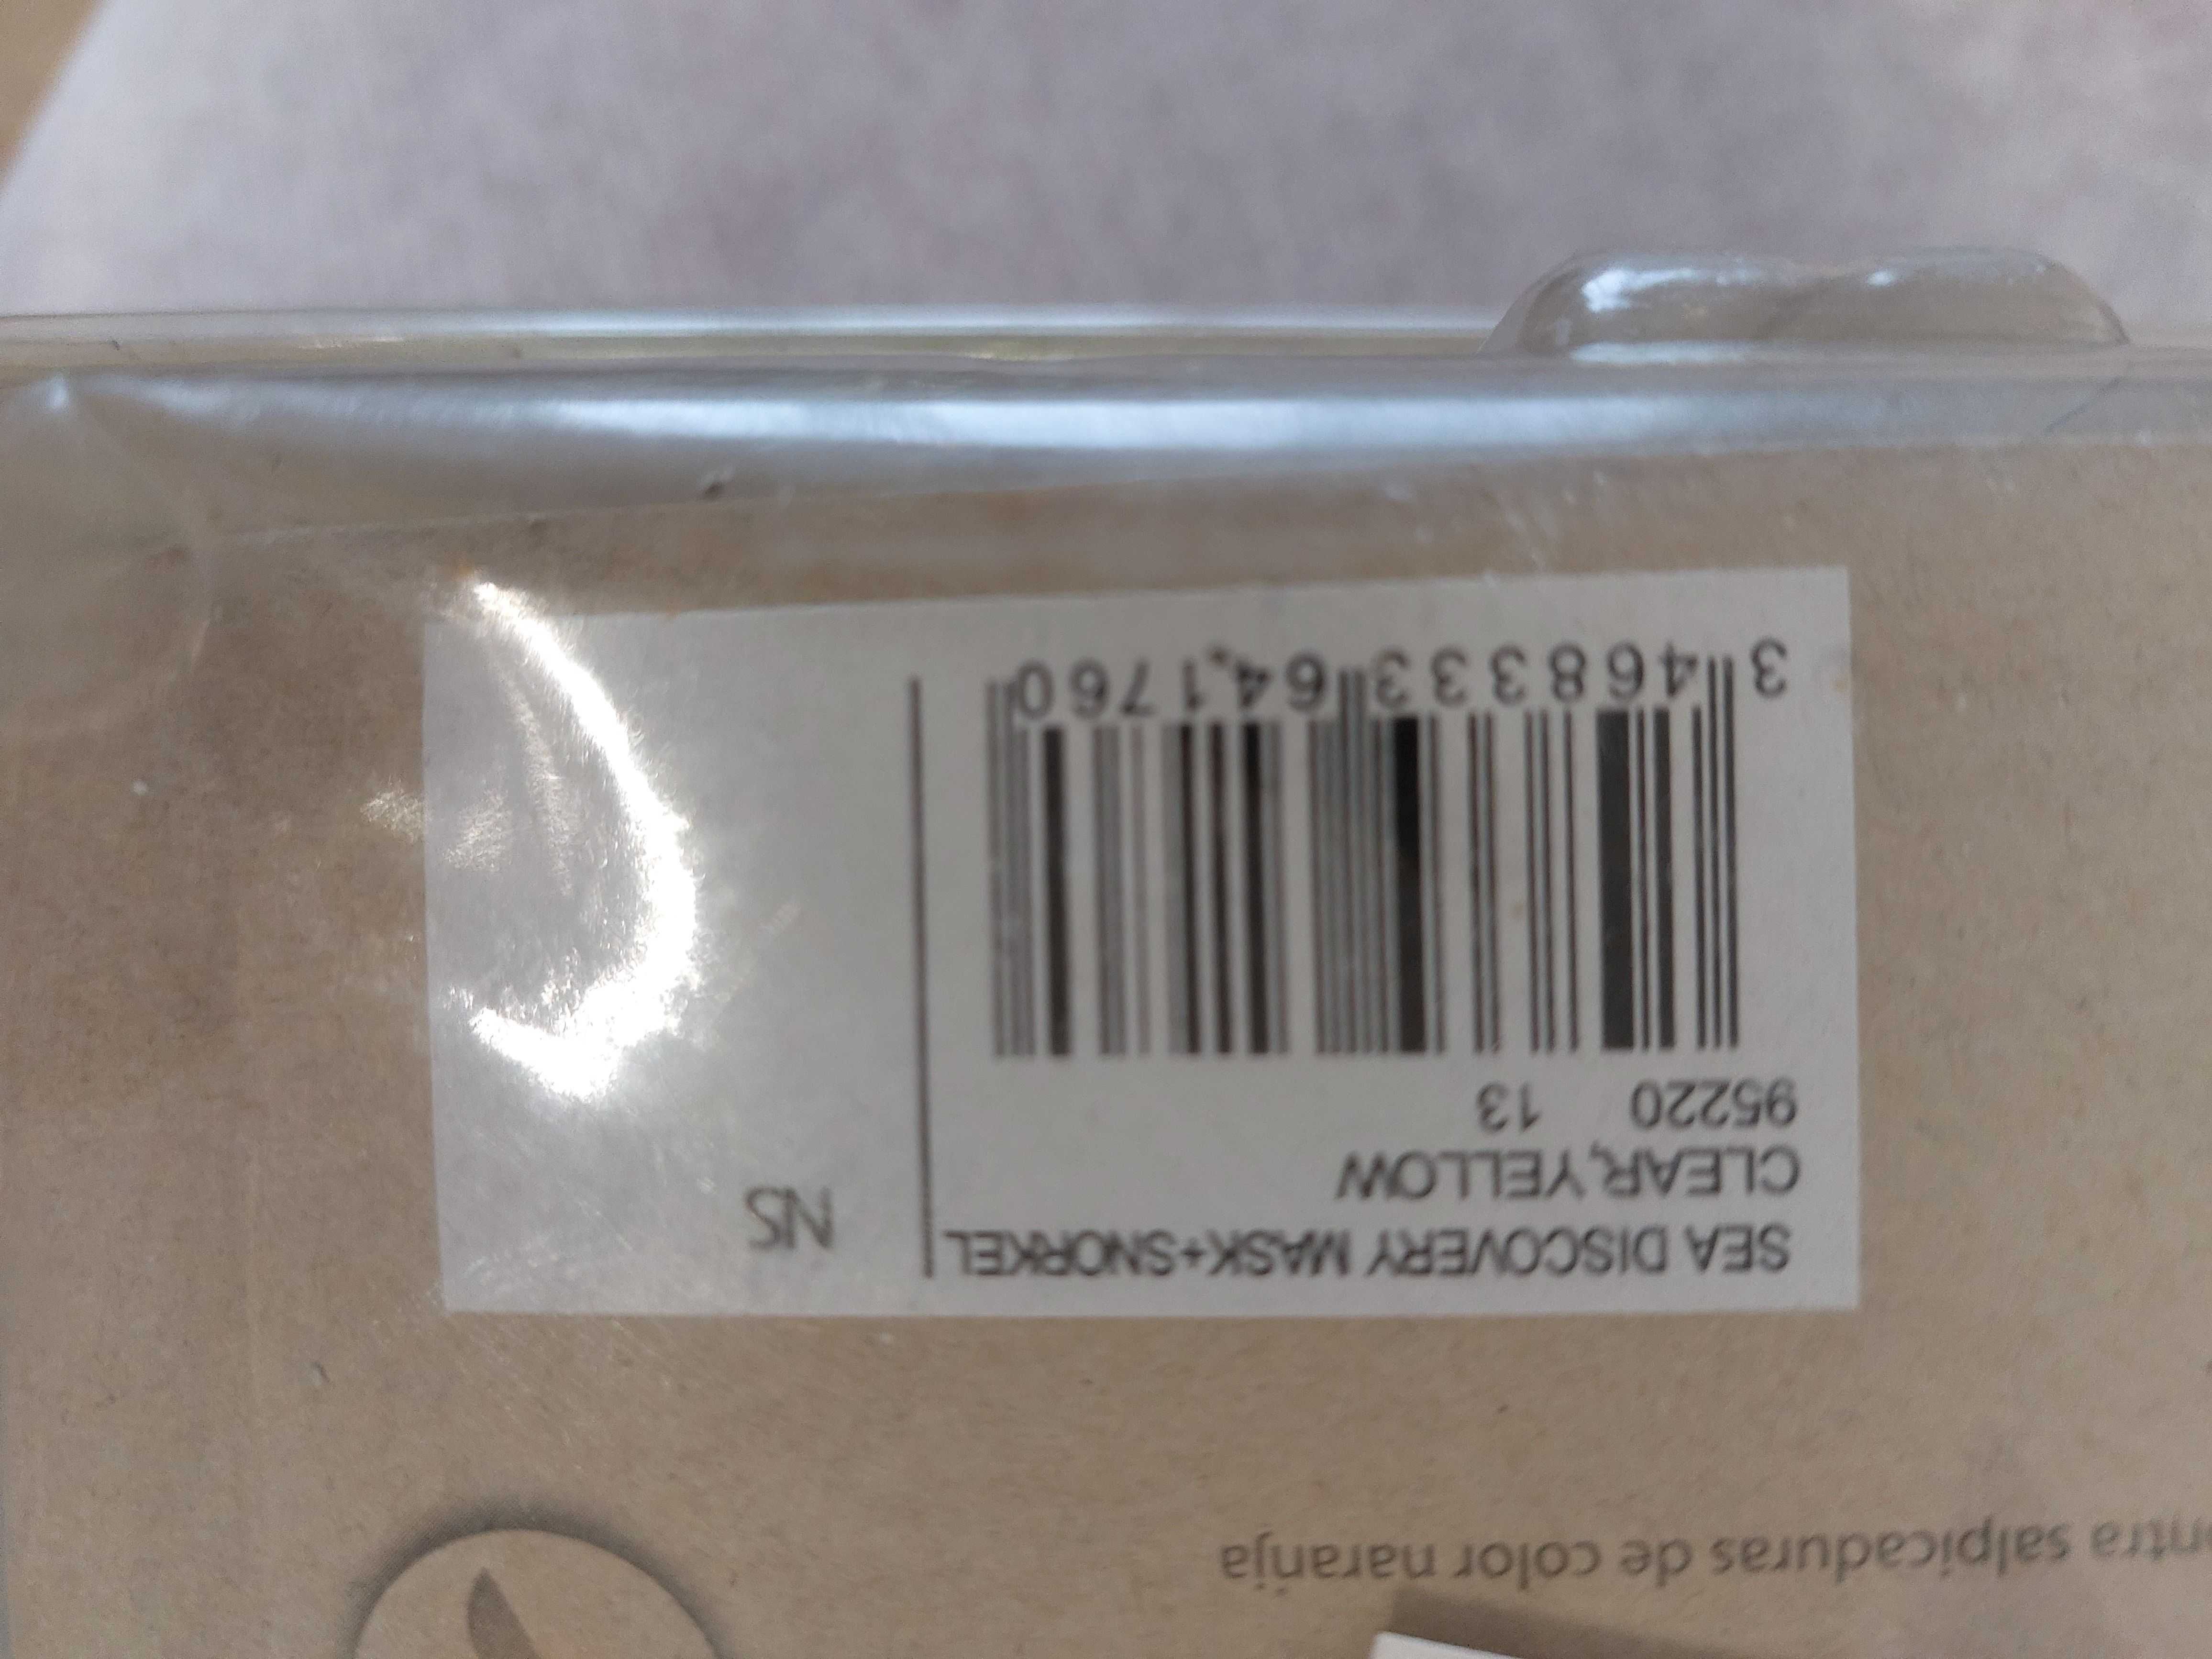 ntra salpicaduras de color naranja
SEA DISCOVERY MASK+SNORKEL
NS
CLEAR,YELLOW
95220 13
3 468333 641760